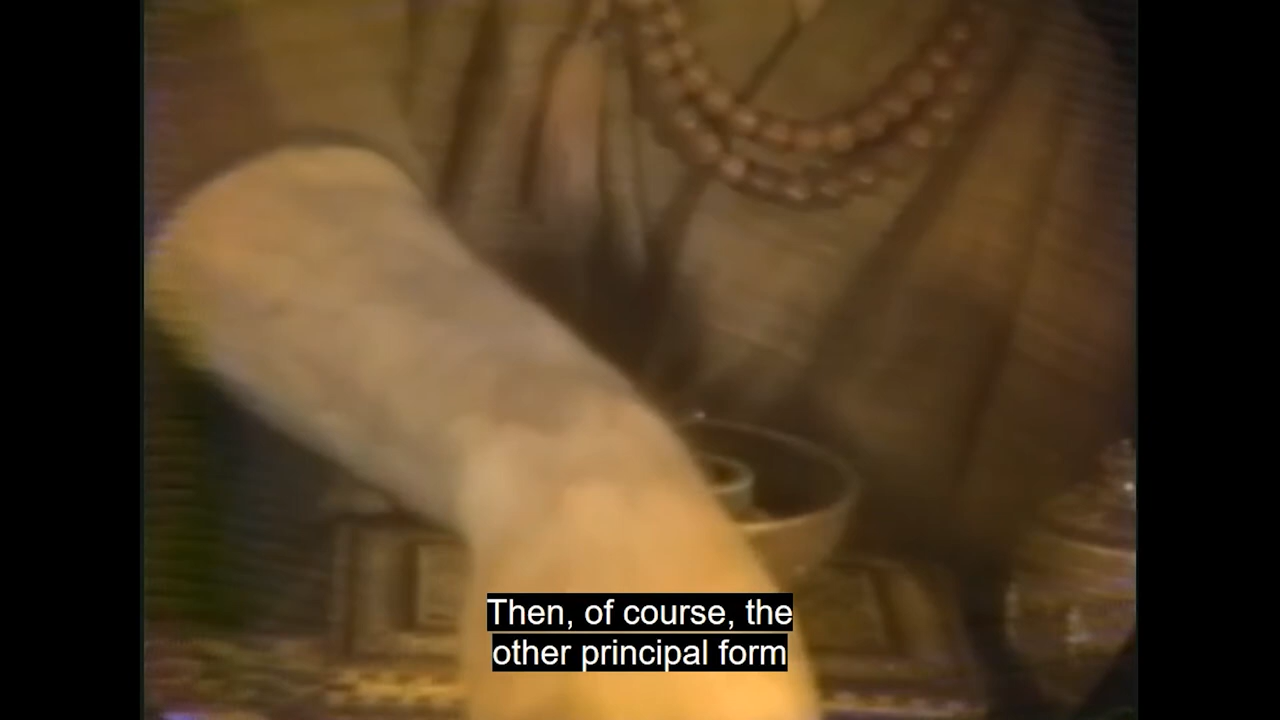 Then, of course, the
other principal form